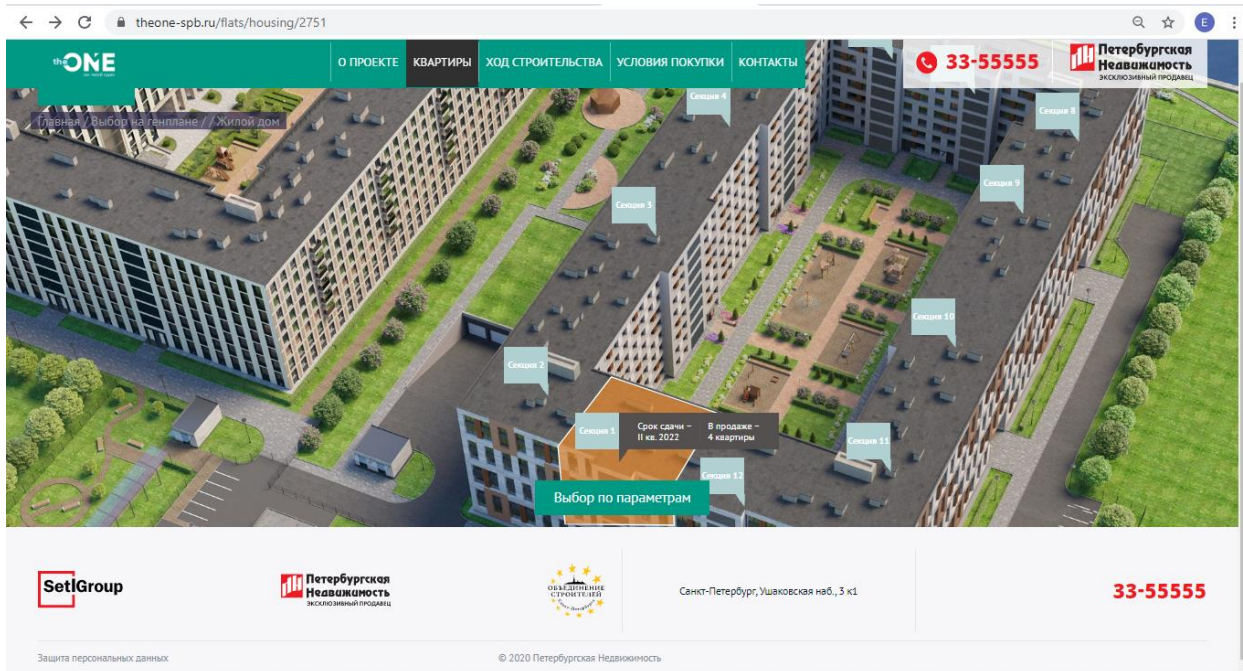 theone-spb.ru/flats/housing/2751
E
the ONE
О ПРОЕКТЕ
КВАРТИРЫ
ХОД СТРОИТЕЛЬСТВА
УСЛОВИЯ ПОКУПКИ
КОНТАКТЫ
33-55555
Петербургская
Недвижимость
ЭКСКЛЮЗИВНЫЙ ПРОДАВЕЦ
Главная / Выбор на генплане / / Жилой дом
Секция 4
Секция 8
Секция 9
Секция 3
Секция 10
Секция 2
Секция 1
Срок сдачи –
II кв. 2022
В продаже –
4 квартиры
Секция 11
Секция 12
Выбор по параметрам
SetlGroup
Петербургская
Недвижимость
ЭКСКЛЮЗИВНЫЙ ПРОДАВЕЦ
ОБЪЕДИНЕНИЕ
СТРОИТЕЛЕЙ
Санкт-Петербург, Ушаковская наб., 3 к1
33-55555
Защита персональных данных
© 2020 Петербургская Недвижимость